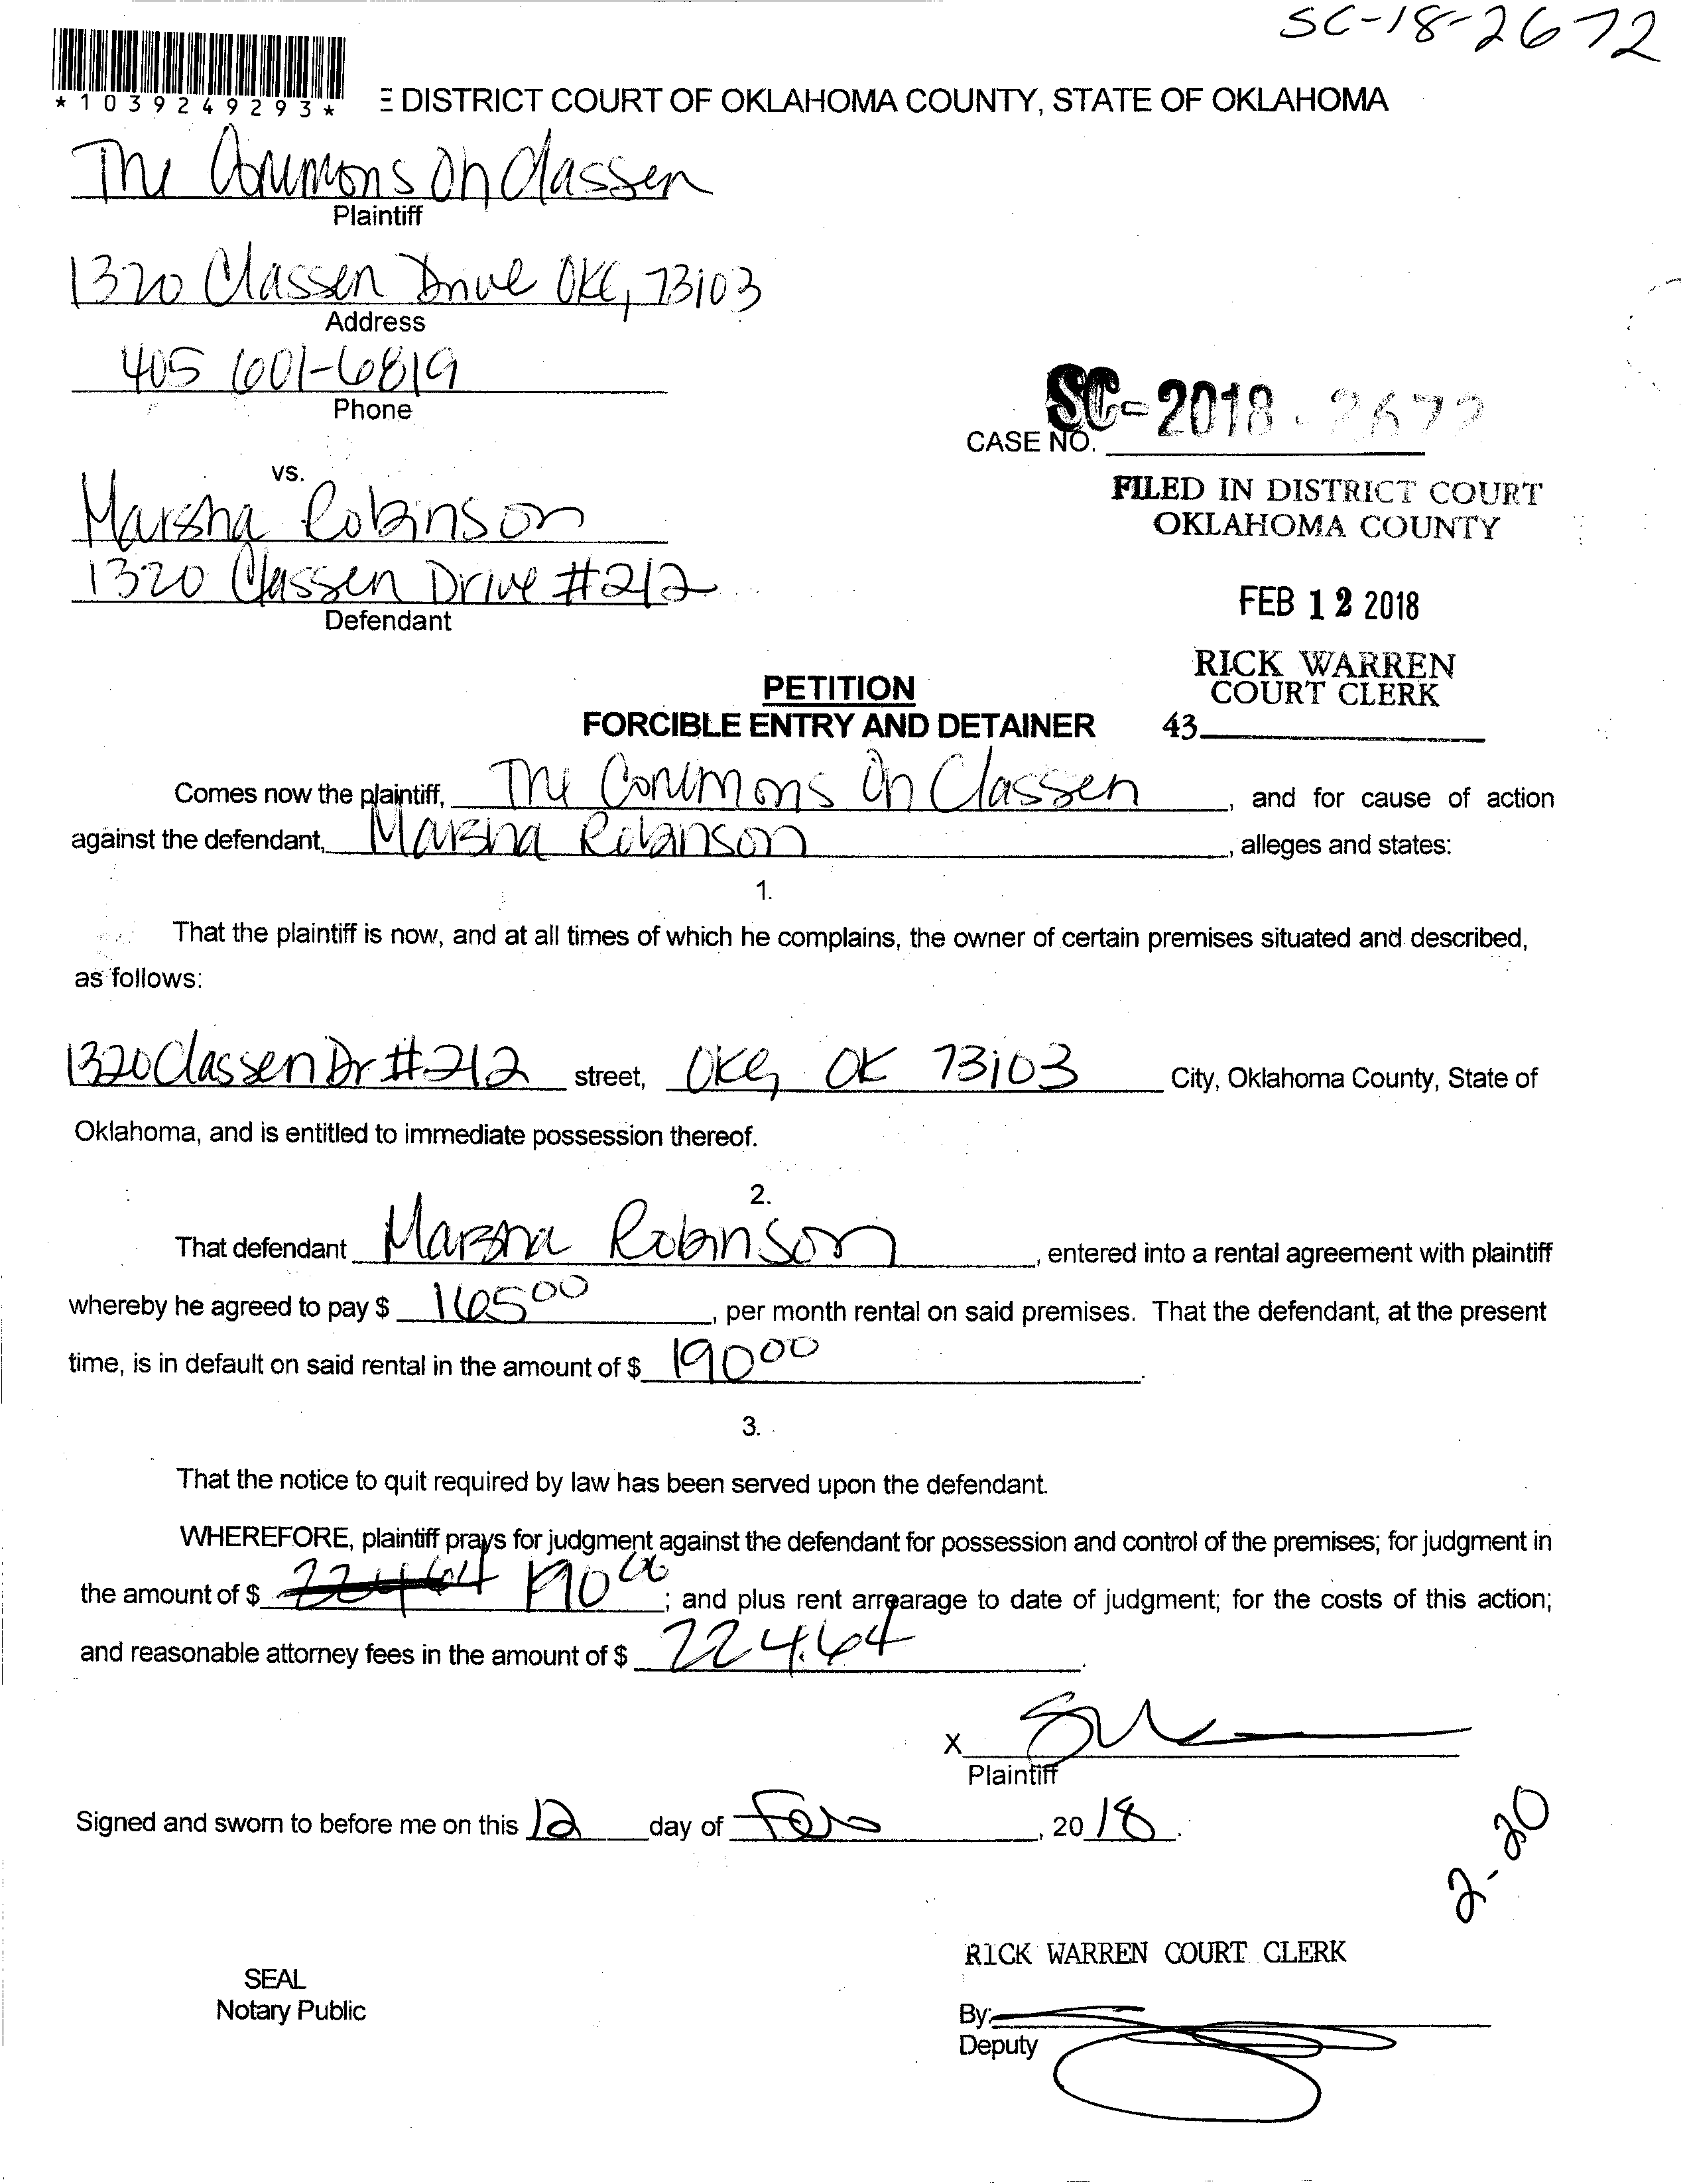 SC-18-2672
*1039249293*
E DISTRICT COURT OF OKLAHOMA COUNTY, STATE OF OKLAHOMA
The Commons On Classen
Plaintiff
1320 Classen Drive OKC, 73103
Address
405 601-6819
Phone
SC-2018-2672
CASE NO.
vs.
FILED IN DISTRICT COURT
OKLAHOMA COUNTY
Marsha Robinson
1320 Classen Drive #212
Defendant
FEB 12 2018
RICK WARREN
COURT CLERK
43
PETITION
FORCIBLE ENTRY AND DETAINER
Comes now the plaintiff, The Commons On Classen, and for cause of action
against the defendant, Marsha Robinson, alleges and states:
1.
That the plaintiff is now, and at all times of which he complains, the owner of certain premises situated and described,
as follows:
1320 Classen Dr #212 street, OKC, OK 73103 City, Oklahoma County, State of
Oklahoma, and is entitled to immediate possession thereof.
2.
That defendant Marsha Robinson, entered into a rental agreement with plaintiff
whereby he agreed to pay $ 165 00, per month rental on said premises. That the defendant, at the present
time, is in default on said rental in the amount of $ 190 00.
3.
That the notice to quit required by law has been served upon the defendant.
WHEREFORE, plaintiff prays for judgment against the defendant for possession and control of the premises; for judgment in
the amount of $ 224.64 190 00; and plus rent arrearage to date of judgment; for the costs of this action;
and reasonable attorney fees in the amount of $ 224.64.
X
Plaintiff
Signed and sworn to before me on this 12 day of Feb, 20 18.
2-20
RICK WARREN COURT CLERK
SEAL
Notary Public
By:
Deputy